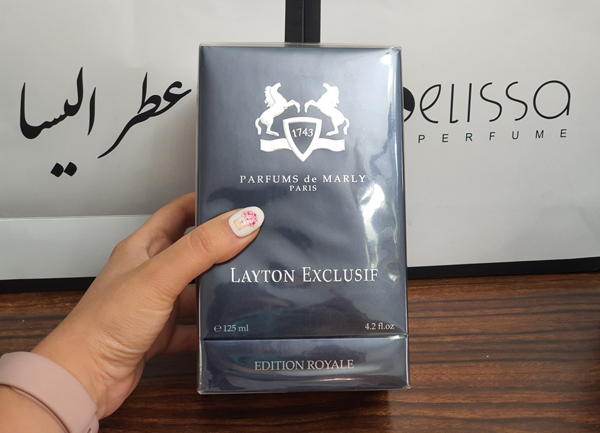 عطر اليسا
elissa
PERFUME
1743
PARFUMS de MARLY
PARIS
LAYTON EXCLUSIF
℮ 125 ml 4.2 fl.oz
EDITION ROYALE